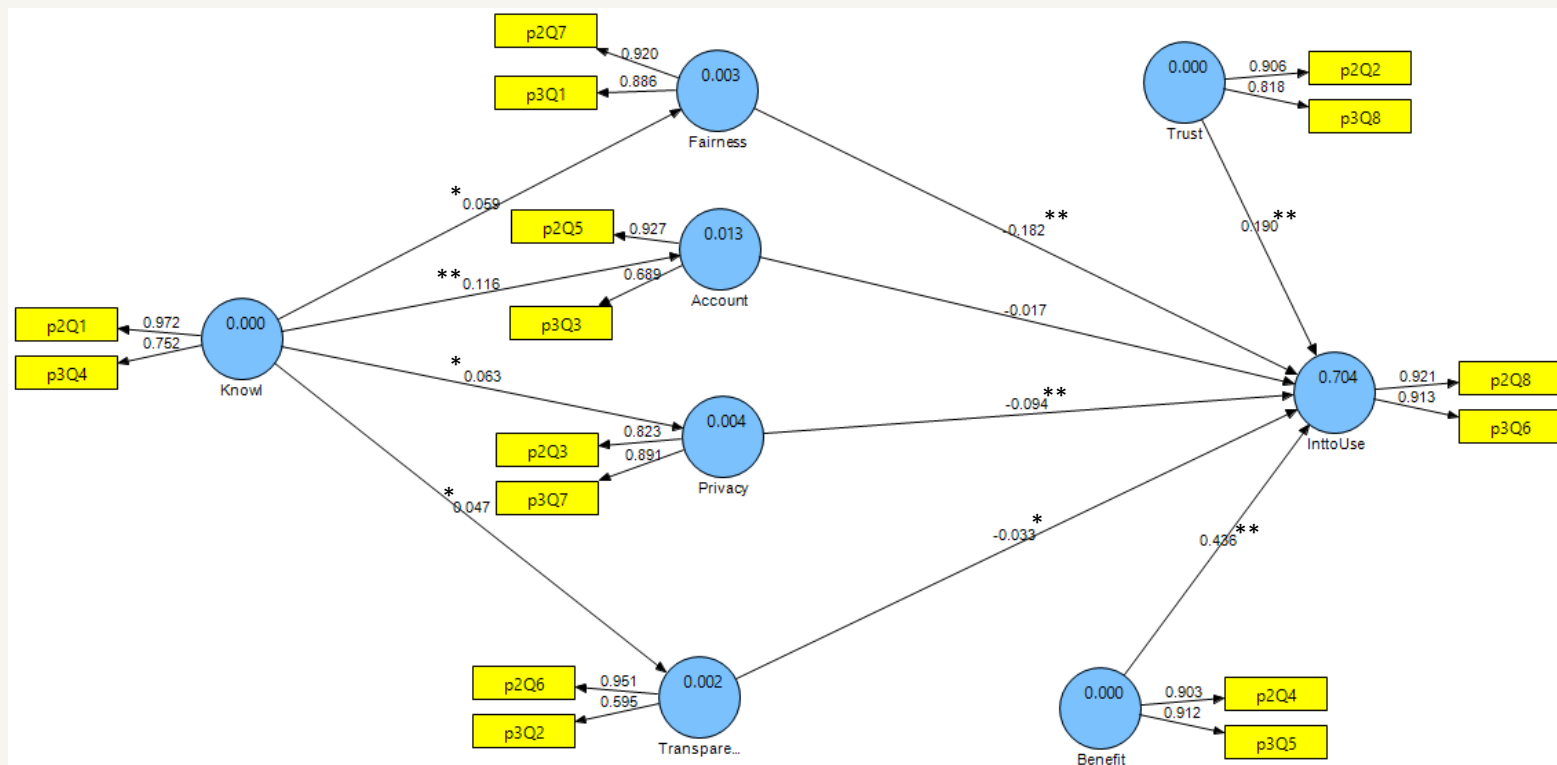 p2Q7
0.920
p3Q1
0.886
0.003
Fairness
0.000
Trust
0.906
p2Q2
0.818
p3Q8
*
0.059
-0.182**
0.190**
p2Q5
0.927
0.013
Account
0.689
p3Q3
**
0.116
-0.017
p2Q1
0.972
0.000
Knowl
0.752
p3Q4
*
0.063
0.004
Privacy
0.823
p2Q3
0.891
p3Q7
-0.094**
0.704
InttoUse
0.921
p2Q8
0.913
p3Q6
*
0.047
-0.033*
0.436**
p2Q6
0.951
0.595
p3Q2
0.002
Transpare...
0.000
Benefit
0.903
p2Q4
0.912
p3Q5